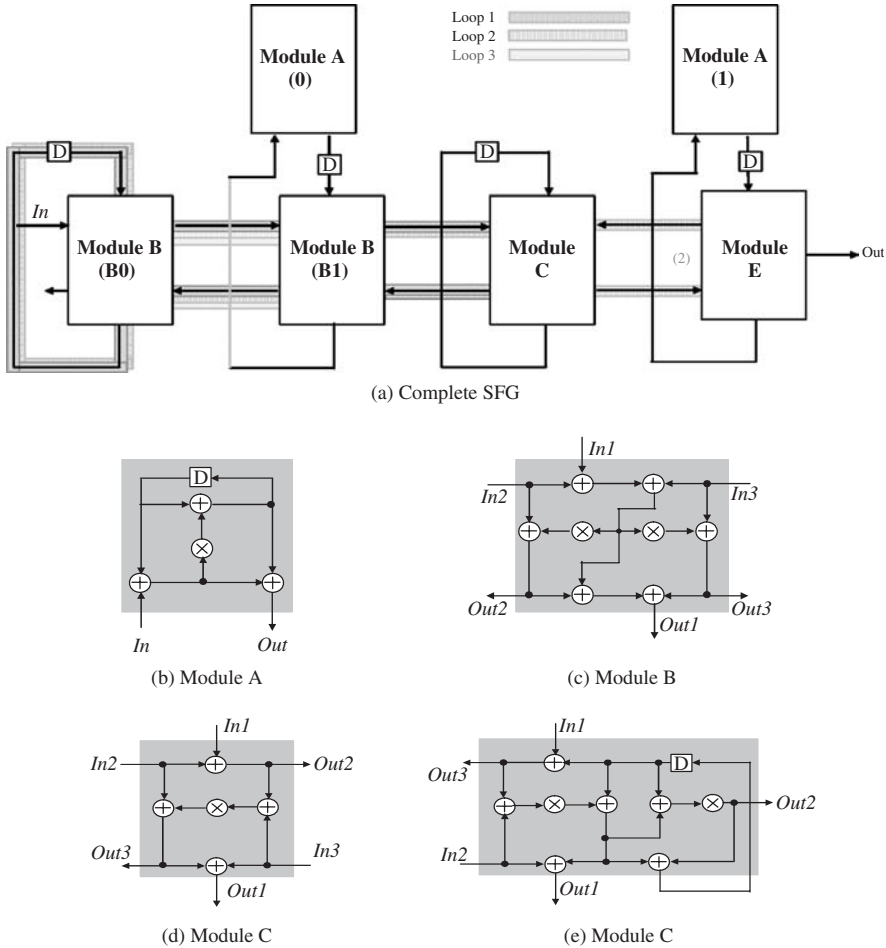 Loop 1
Loop 2
Loop 3
Module A
(0)
Module A
(1)
D
D
D
D
In
Module B
(B0)
Module B
(B1)
Module
C
(2)
Module
E
Out
(a) Complete SFG
D
+
+
+
×
In
Out
(b) Module A
In1
In2
In3
+
+
+
×
×
+
+
+
Out2
Out3
Out1
(c) Module B
In1
In2
Out2
+
+
×
+
+
Out3
In3
Out1
(d) Module C
In1
Out3
+
D
+
×
+
+
×
Out2
In2
+
+
Out1
(e) Module C